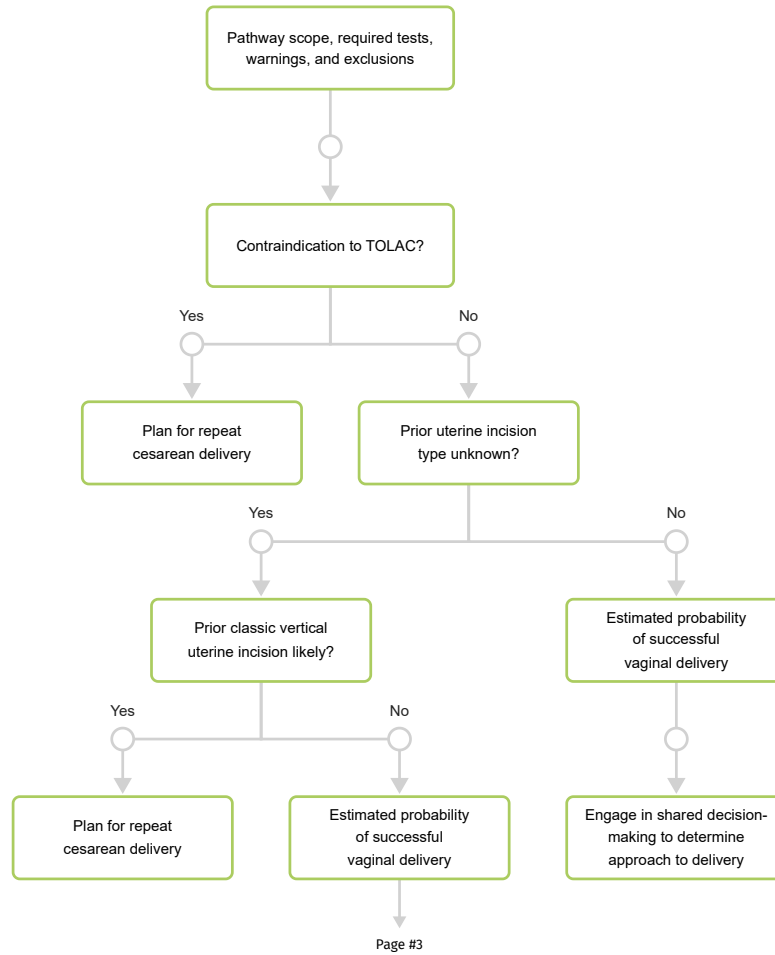 Pathway scope, required tests,
warnings, and exclusions
Contraindication to TOLAC?
Yes
No
Plan for repeat
cesarean delivery
Prior uterine incision
type unknown?
Yes
No
Prior classic vertical
uterine incision likely?
Estimated probability
of successful
vaginal delivery
Yes
No
Plan for repeat
cesarean delivery
Estimated probability
of successful
vaginal delivery
Engage in shared decision-
making to determine
approach to delivery
Page #3